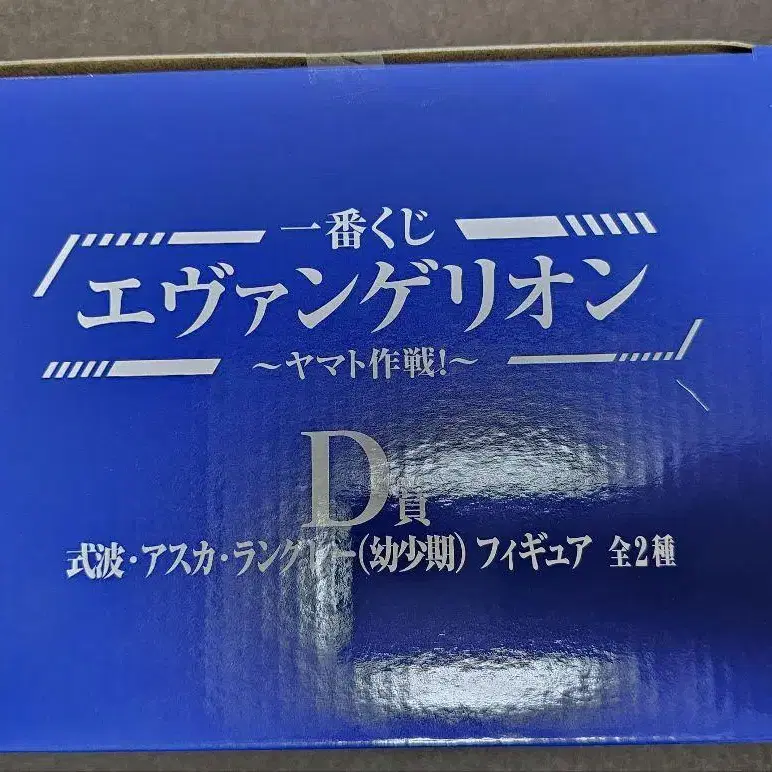 一番くじ
エヴァンゲリオン
～ヤマト作戦!～
D賞
式波・アスカ・ラングレー(幼少期) フィギュア 全2種